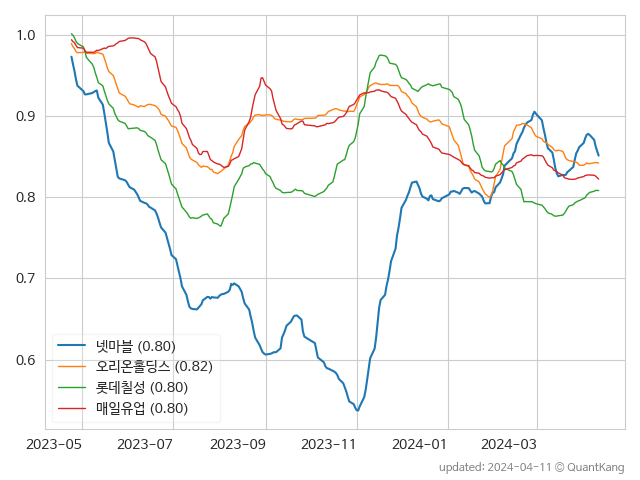 1.0
0.9
0.8
0.7
0.6
넷마블 (0.80)
오리온홀딩스 (0.82)
롯데칠성 (0.80)
매일유업 (0.80)
2023-05 2023-07 2023-09 2023-11 2024-01 2024-03
updated: 2024-04-11 © QuantKang